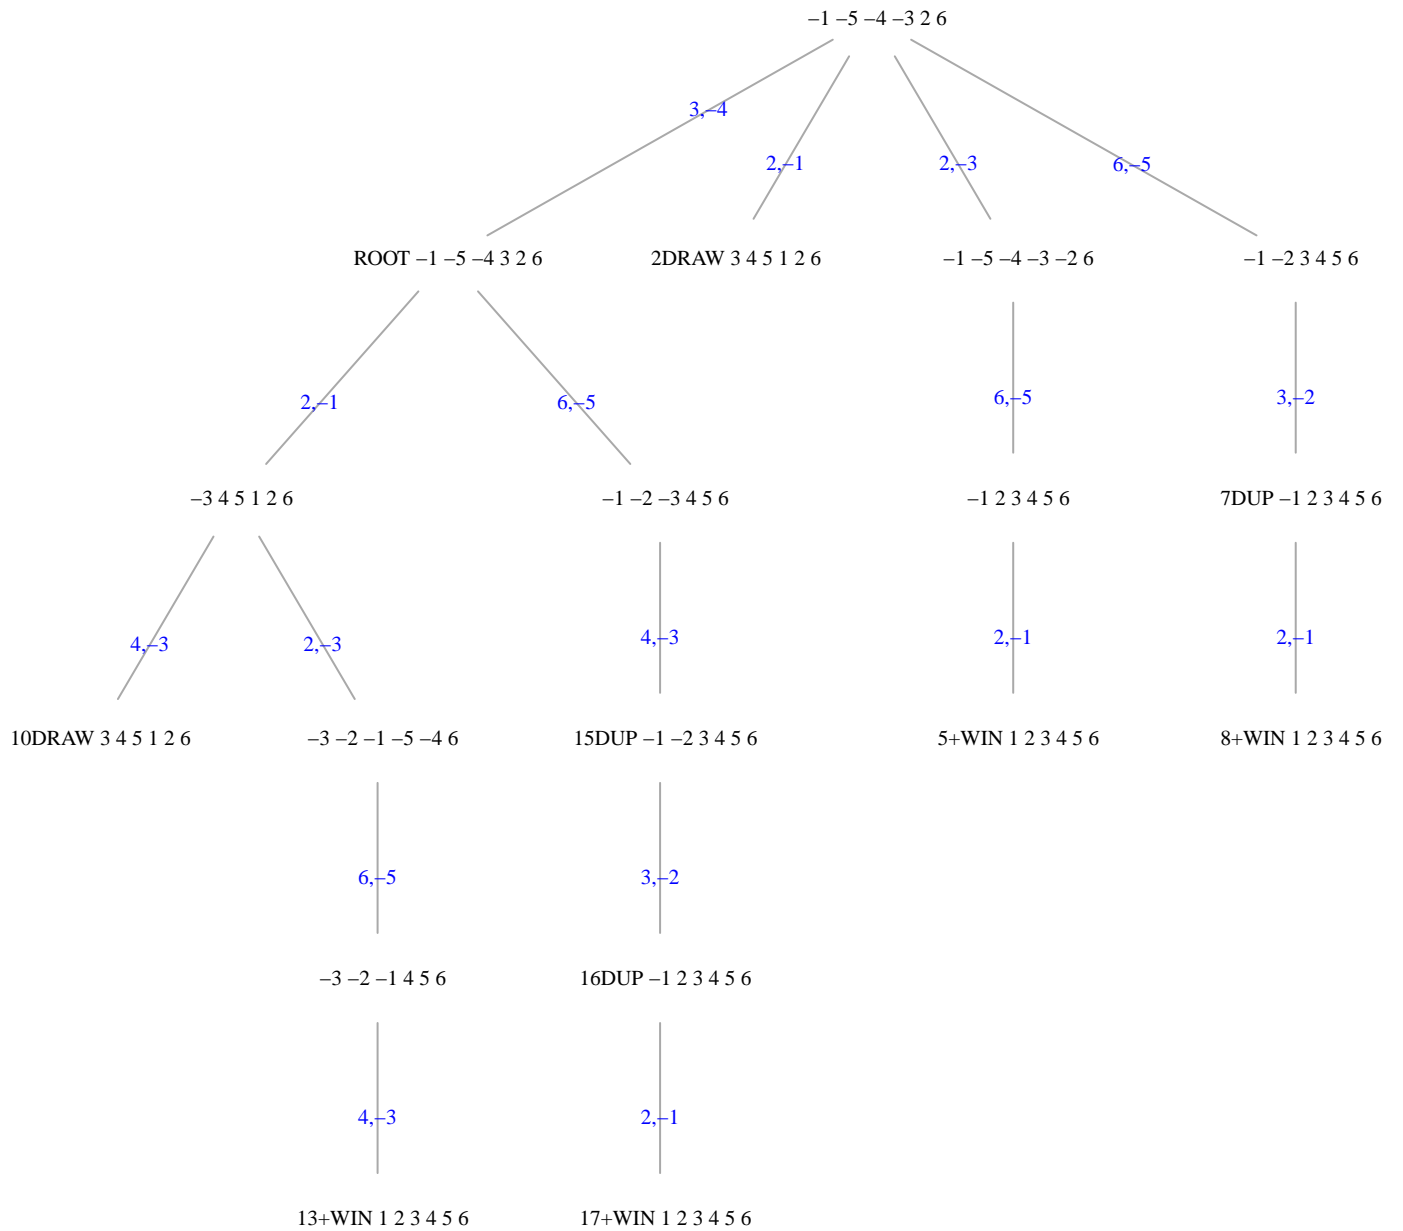 −1 −5 −4 −3 2 6
3,−4
2,−1
2,−3
6,−5
ROOT −1 −5 −4 3 2 6
2DRAW 3 4 5 1 2 6
−1 −5 −4 −3 −2 6
−1 −2 3 4 5 6
2,−1
6,−5
6,−5
3,−2
−3 4 5 1 2 6
−1 −2 −3 4 5 6
−1 2 3 4 5 6
7DUP −1 2 3 4 5 6
4,−3
2,−3
4,−3
2,−1
2,−1
10DRAW 3 4 5 1 2 6
−3 −2 −1 −5 −4 6
15DUP −1 −2 3 4 5 6
5+WIN 1 2 3 4 5 6
8+WIN 1 2 3 4 5 6
6,−5
3,−2
−3 −2 −1 4 5 6
16DUP −1 2 3 4 5 6
4,−3
2,−1
13+WIN 1 2 3 4 5 6
17+WIN 1 2 3 4 5 6